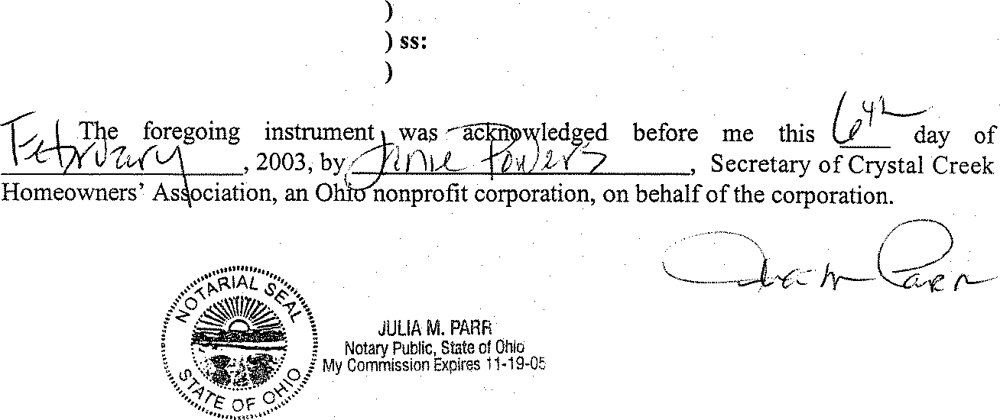 )
) ss:
)
The foregoing instrument was acknowledged before me this 6th day of
February, 2003, by Janie Powers, Secretary of Crystal Creek
Homeowners' Association, an Ohio nonprofit corporation, on behalf of the corporation.
Julia M Parr
NOTARIAL SEAL
STATE OF OHIO
JULIA M. PARR
Notary Public, State of Ohio
My Commission Expires 11-19-05